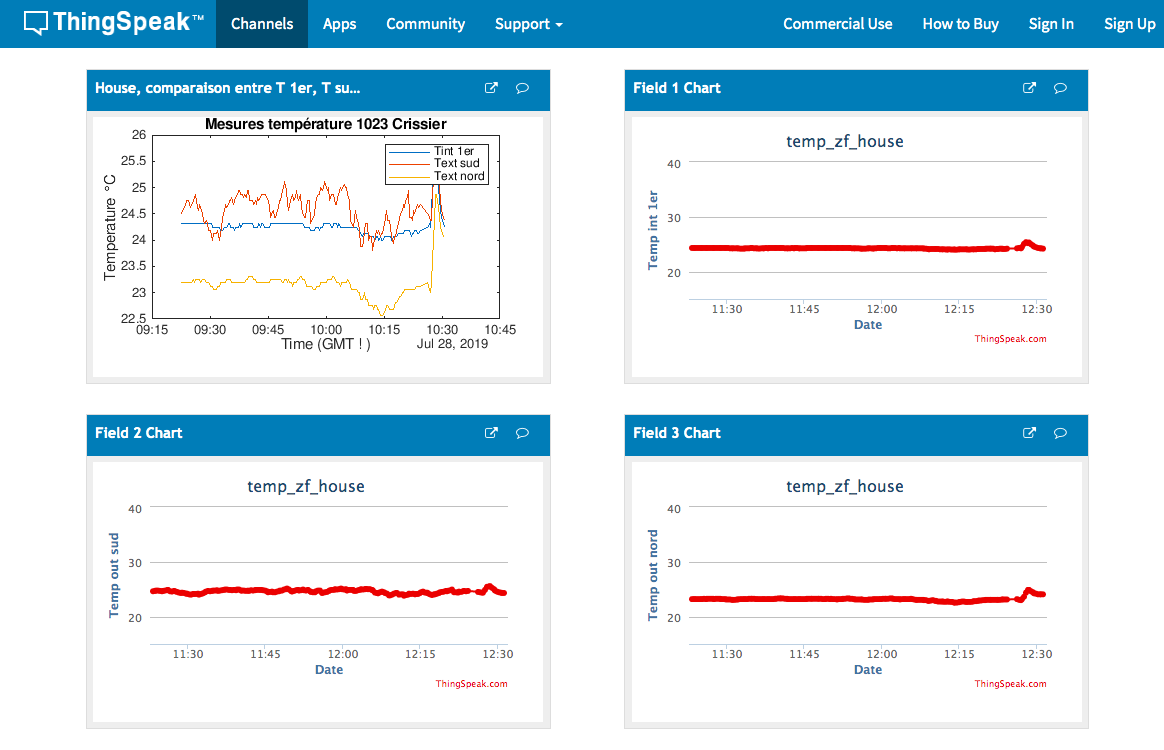 ThingSpeak™ Channels Apps Community Support Commercial Use How to Buy Sign In Sign Up
House, comparaison entre T 1er, T su...
Mesures température 1023 Crissier
Temperature °C
26
25.5
25
24.5
24
23.5
23
22.5
Tint 1er
Text sud
Text nord
09:15 09:30 09:45 10:00 10:15 10:30 10:45
Time (GMT ! )
Jul 28, 2019
Field 1 Chart
temp_zf_house
Temp int 1er
40
30
20
11:30 11:45 12:00 12:15 12:30
Date
ThingSpeak.com
Field 2 Chart
temp_zf_house
Temp out sud
40
30
20
11:30 11:45 12:00 12:15 12:30
Date
ThingSpeak.com
Field 3 Chart
temp_zf_house
Temp out nord
40
30
20
11:30 11:45 12:00 12:15 12:30
Date
ThingSpeak.com